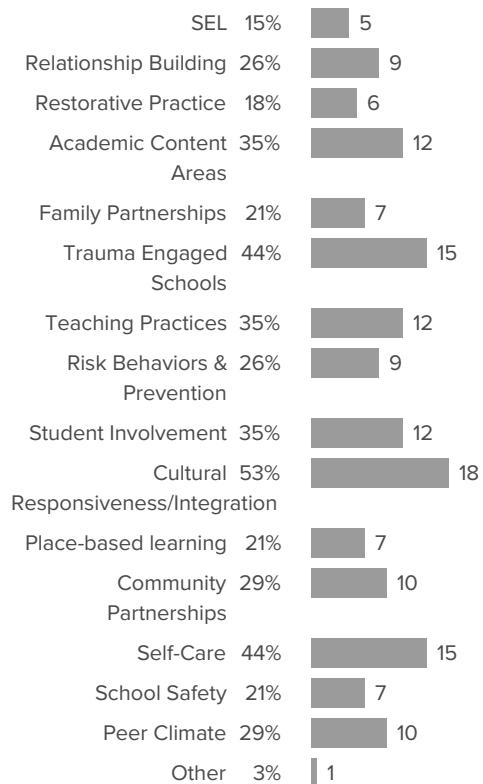 SEL 15% 5
Relationship Building 26% 9
Restorative Practice 18% 6
Academic Content 35% 12
Areas
Family Partnerships 21% 7
Trauma Engaged 44% 15
Schools
Teaching Practices 35% 12
Risk Behaviors & 26% 9
Prevention
Student Involvement 35% 12
Cultural 53% 18
Responsiveness/Integration
Place-based learning 21% 7
Community 29% 10
Partnerships
Self-Care 44% 15
School Safety 21% 7
Peer Climate 29% 10
Other 3% 1